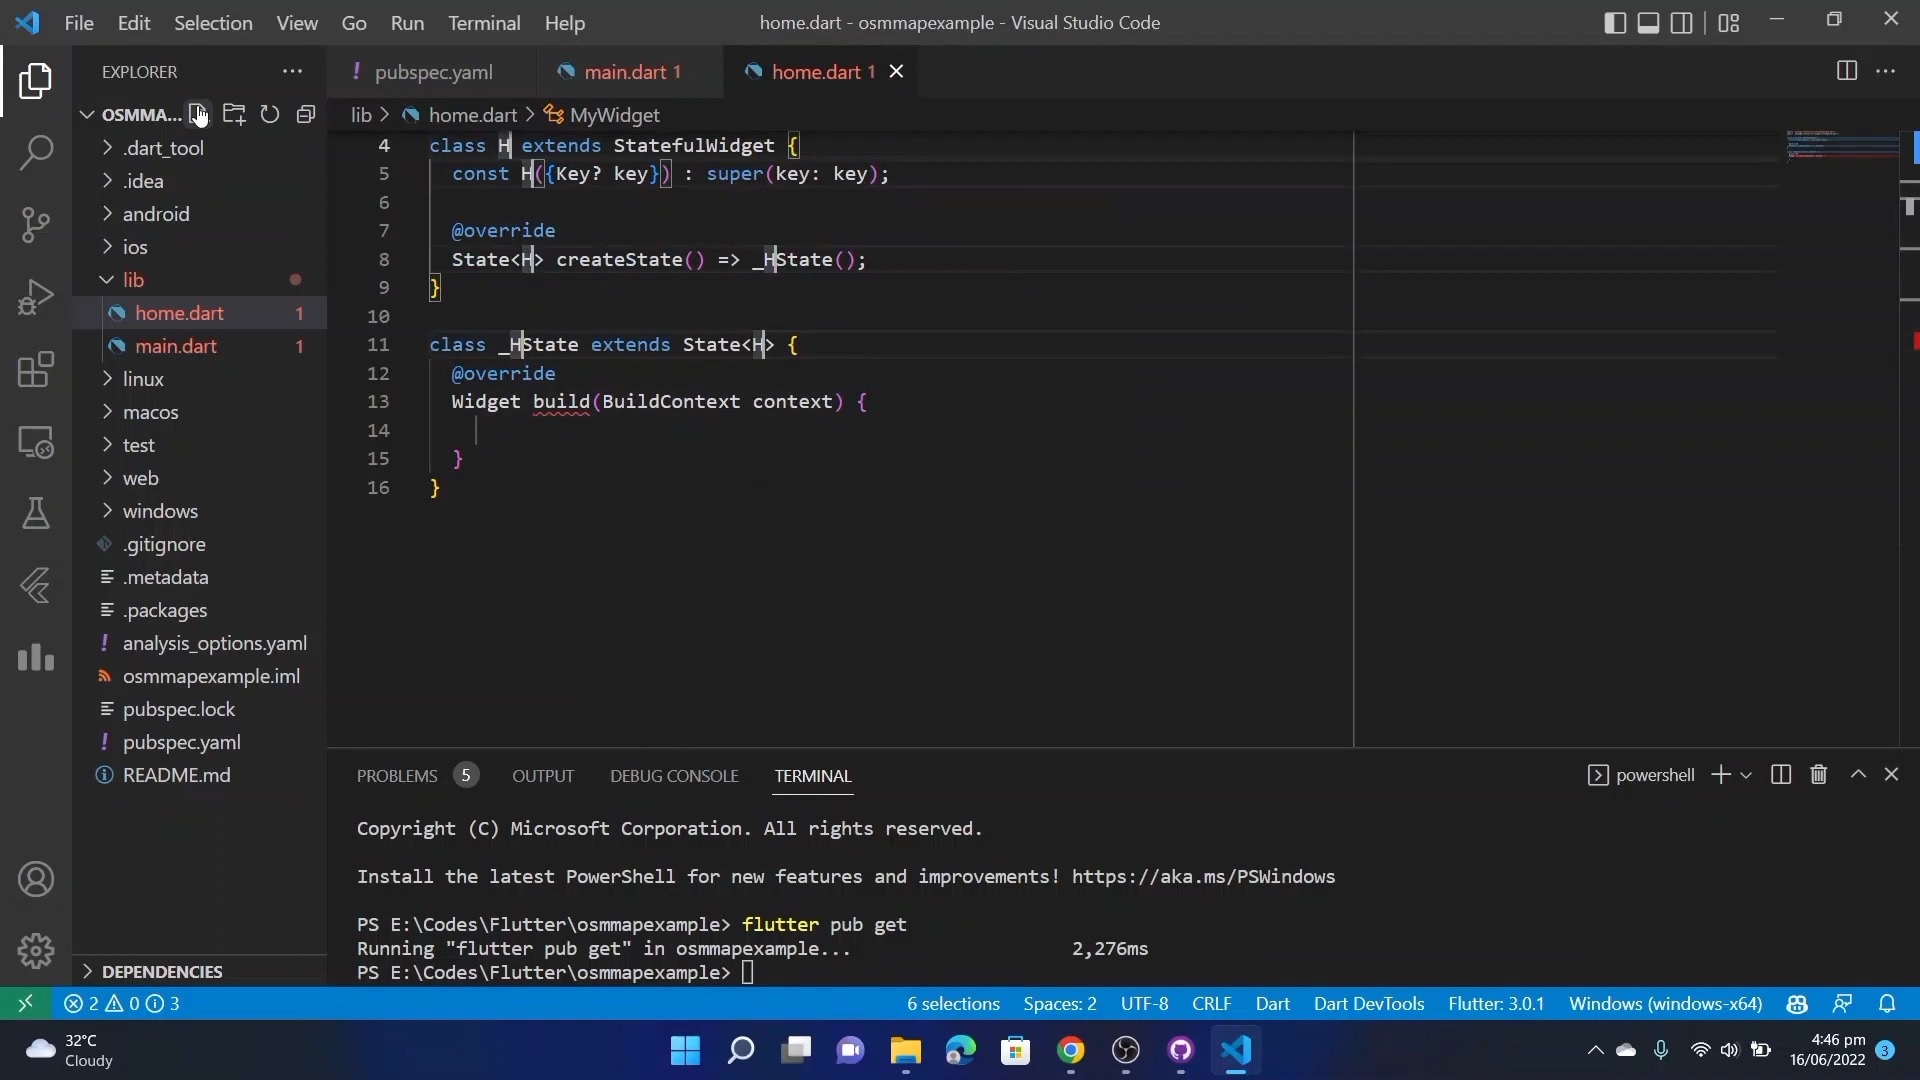 File Edit Selection View Go Run Terminal Help
home.dart - osmmapexample - Visual Studio Code
EXPLORER
OSMMA...
.dart_tool
.idea
android
ios
lib
home.dart 1
main.dart 1
linux
macos
test
web
windows
.gitignore
.metadata
.packages
analysis_options.yaml
osmmapexample.iml
pubspec.lock
pubspec.yaml
README.md
DEPENDENCIES
pubspec.yaml main.dart 1 home.dart 1
lib > home.dart > MyWidget
4 class H extends StatefulWidget {
5 const H({Key? key}) : super(key: key);
6
7 @override
8 State<H> createState() => _HState();
9 }
10
11 class _HState extends State<H> {
12 @override
13 Widget build(BuildContext context) {
14
15 }
16 }
PROBLEMS 5 OUTPUT DEBUG CONSOLE TERMINAL powershell
Copyright (C) Microsoft Corporation. All rights reserved.
Install the latest PowerShell for new features and improvements! https://aka.ms/PSWindows
PS E:\Codes\Flutter\osmmapexample> flutter pub get
Running "flutter pub get" in osmmapexample... 2,276ms
PS E:\Codes\Flutter\osmmapexample>
2 0 3 6 selections Spaces: 2 UTF-8 CRLF Dart Dart DevTools Flutter: 3.0.1 Windows (windows-x64)
32°C
Cloudy
4:46 pm
16/06/2022 3